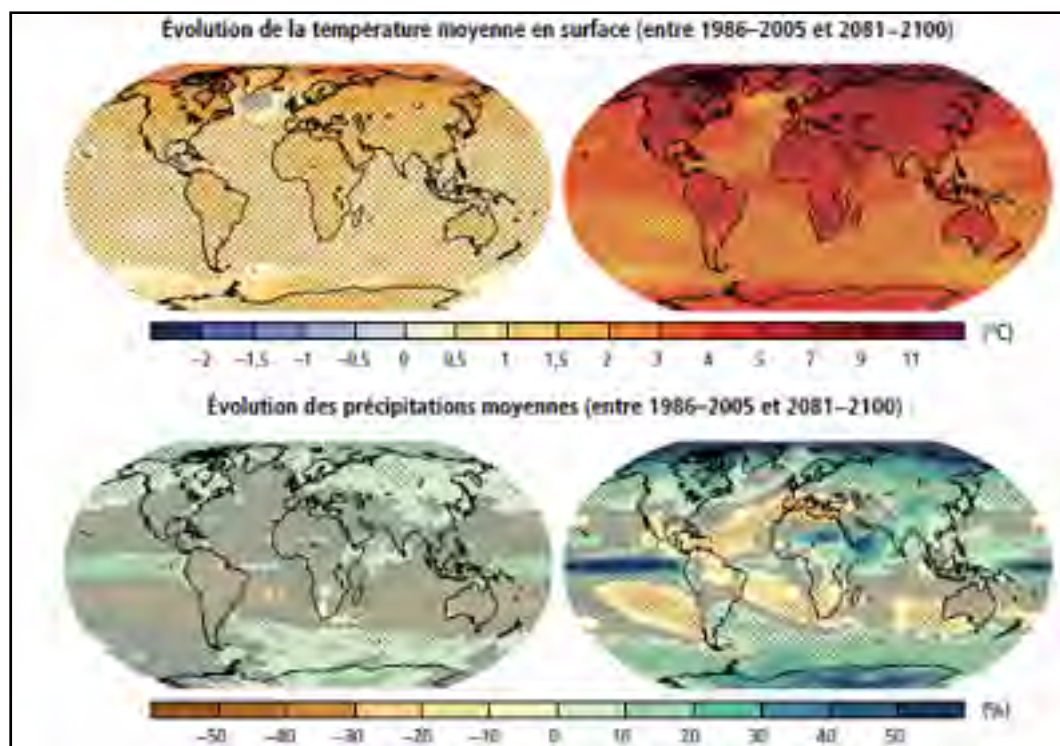 Évolution de la température moyenne en surface (entre 1986–2005 et 2081–2100)
−2 −1,5 −1 −0,5 0 0,5 1 1,5 2 3 4 5 7 9 11 (°C)
Évolution des précipitations moyennes (entre 1986–2005 et 2081–2100)
−50 −40 −30 −20 −10 0 10 20 30 40 50 (%)